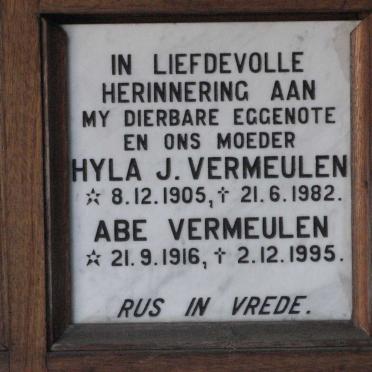 IN LIEFDEVOLLE
HERINNERING AAN
MY DIERBARE EGGENOTE
EN ONS MOEDER
HYLA J. VERMEULEN
☆ 8.12.1905, † 21.6.1982.
ABE VERMEULEN
☆ 21.9.1916, † 2.12.1995.
RUS IN VREDE.